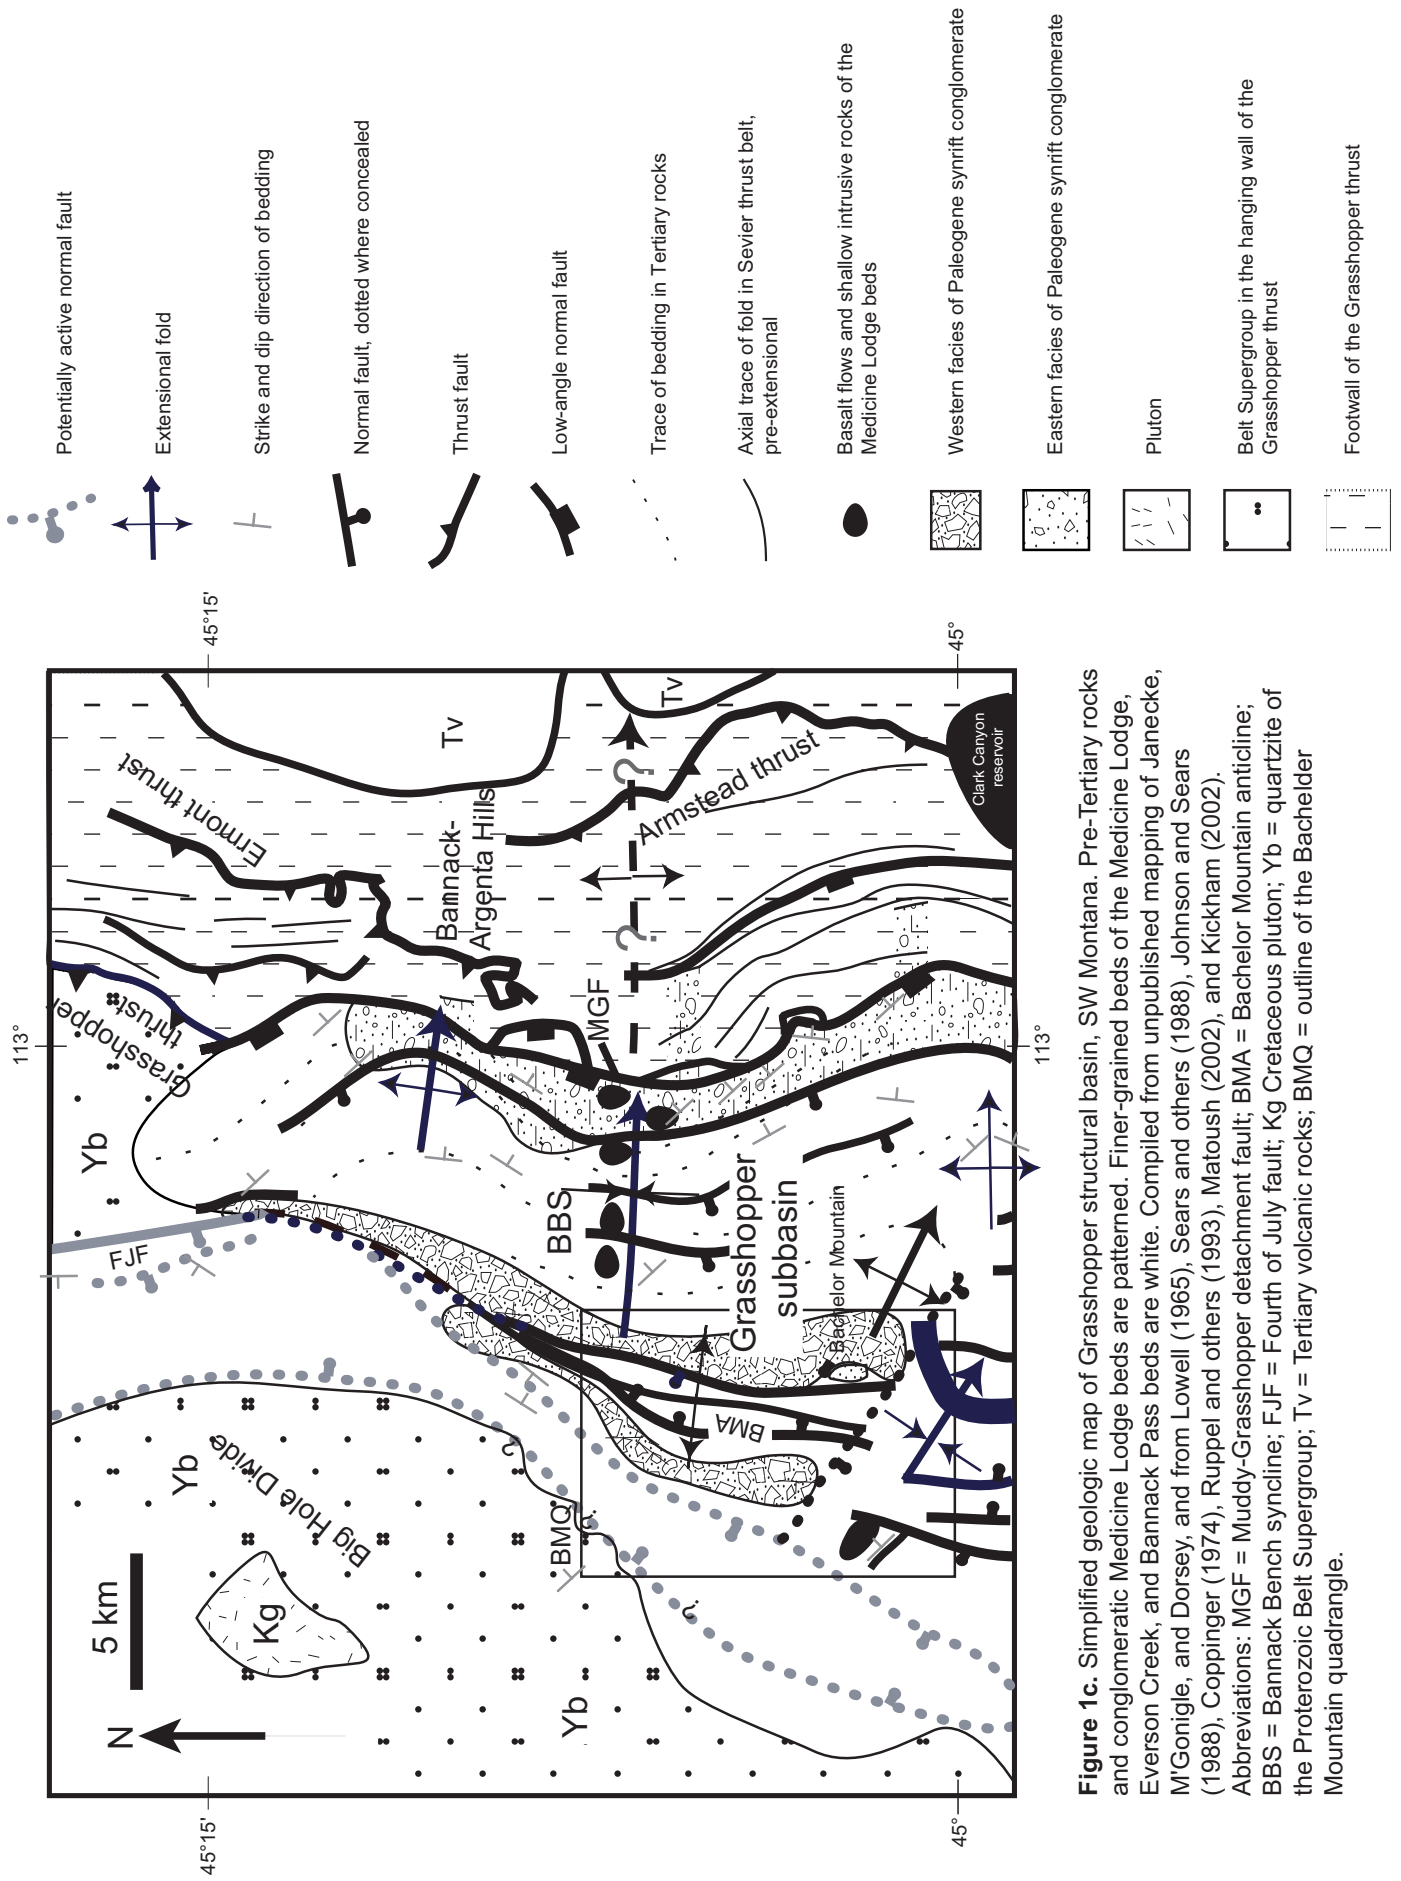 N
5 km
Kg
Yb
Big Hole Divide
Yb
Yb
Yb
FJF
Grasshopper
thrust
Ermont thrust
Bannack-
Argenta Hills
Tv
Tv
Armstead thrust
MGF
BBS
BMQ
BMA
Grasshopper
subbasin
Bachelor Mountain
Clark Canyon
reservoir
?
?
?
?
?
113°
113°
45°15'
45°15'
45°
45°
Potentially active normal fault
Extensional fold
Strike and dip direction of bedding
Normal fault, dotted where concealed
Thrust fault
Low-angle normal fault
Trace of bedding in Tertiary rocks
Axial trace of fold in Sevier thrust belt,
pre-extensional
Basalt flows and shallow intrusive rocks of the
Medicine Lodge beds
Western facies of Paleogene synrift conglomerate
Eastern facies of Paleogene synrift conglomerate
Pluton
Belt Supergroup in the hanging wall of the
Grasshopper thrust
Footwall of the Grasshopper thrust
Figure 1c. Simplified geologic map of Grasshopper structural basin, SW Montana. Pre-Tertiary rocks
and conglomeratic Medicine Lodge beds are patterned. Finer-grained beds of the Medicine Lodge,
Everson Creek, and Bannack Pass beds are white. Compiled from unpublished mapping of Janecke,
M'Gonigle, and Dorsey, and from Lowell (1965), Sears and others (1988), Johnson and Sears
(1988), Coppinger (1974), Ruppel and others (1993), Matoush (2002), and Kickham (2002).
Abbreviations: MGF = Muddy-Grasshopper detachment fault; BMA = Bachelor Mountain anticline;
BBS = Bannack Bench syncline; FJF = Fourth of July fault; Kg Cretaceous pluton; Yb = quartzite of
the Proterozoic Belt Supergroup; Tv = Tertiary volcanic rocks; BMQ = outline of the Bachelder
Mountain quadrangle.